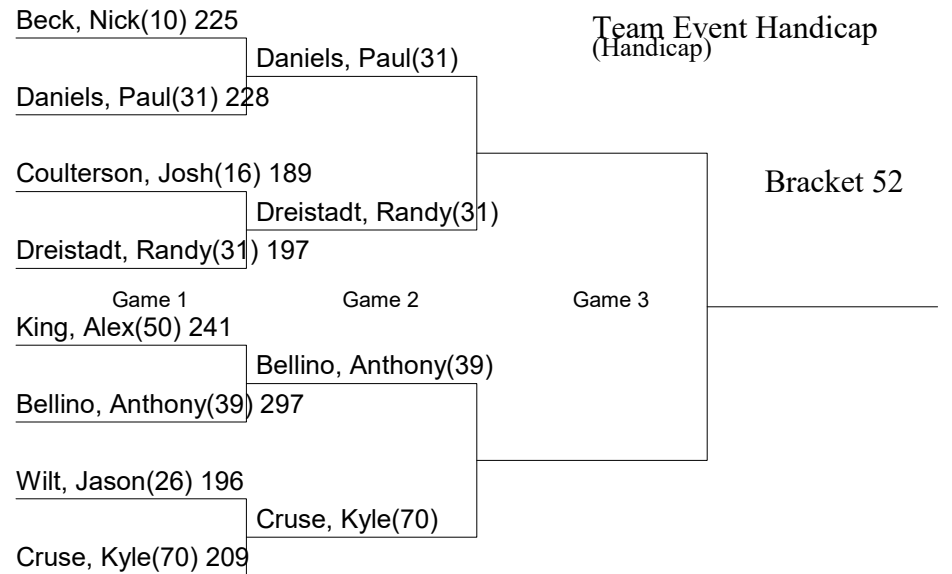 Beck, Nick(10) 225
Team Event Handicap
(Handicap)
Daniels, Paul(31)
Daniels, Paul(31) 228
Coulterson, Josh(16) 189
Bracket 52
Dreistadt, Randy(31)
Dreistadt, Randy(31) 197
Game 1 Game 2 Game 3
King, Alex(50) 241
Bellino, Anthony(39)
Bellino, Anthony(39) 297
Wilt, Jason(26) 196
Cruse, Kyle(70)
Cruse, Kyle(70) 209